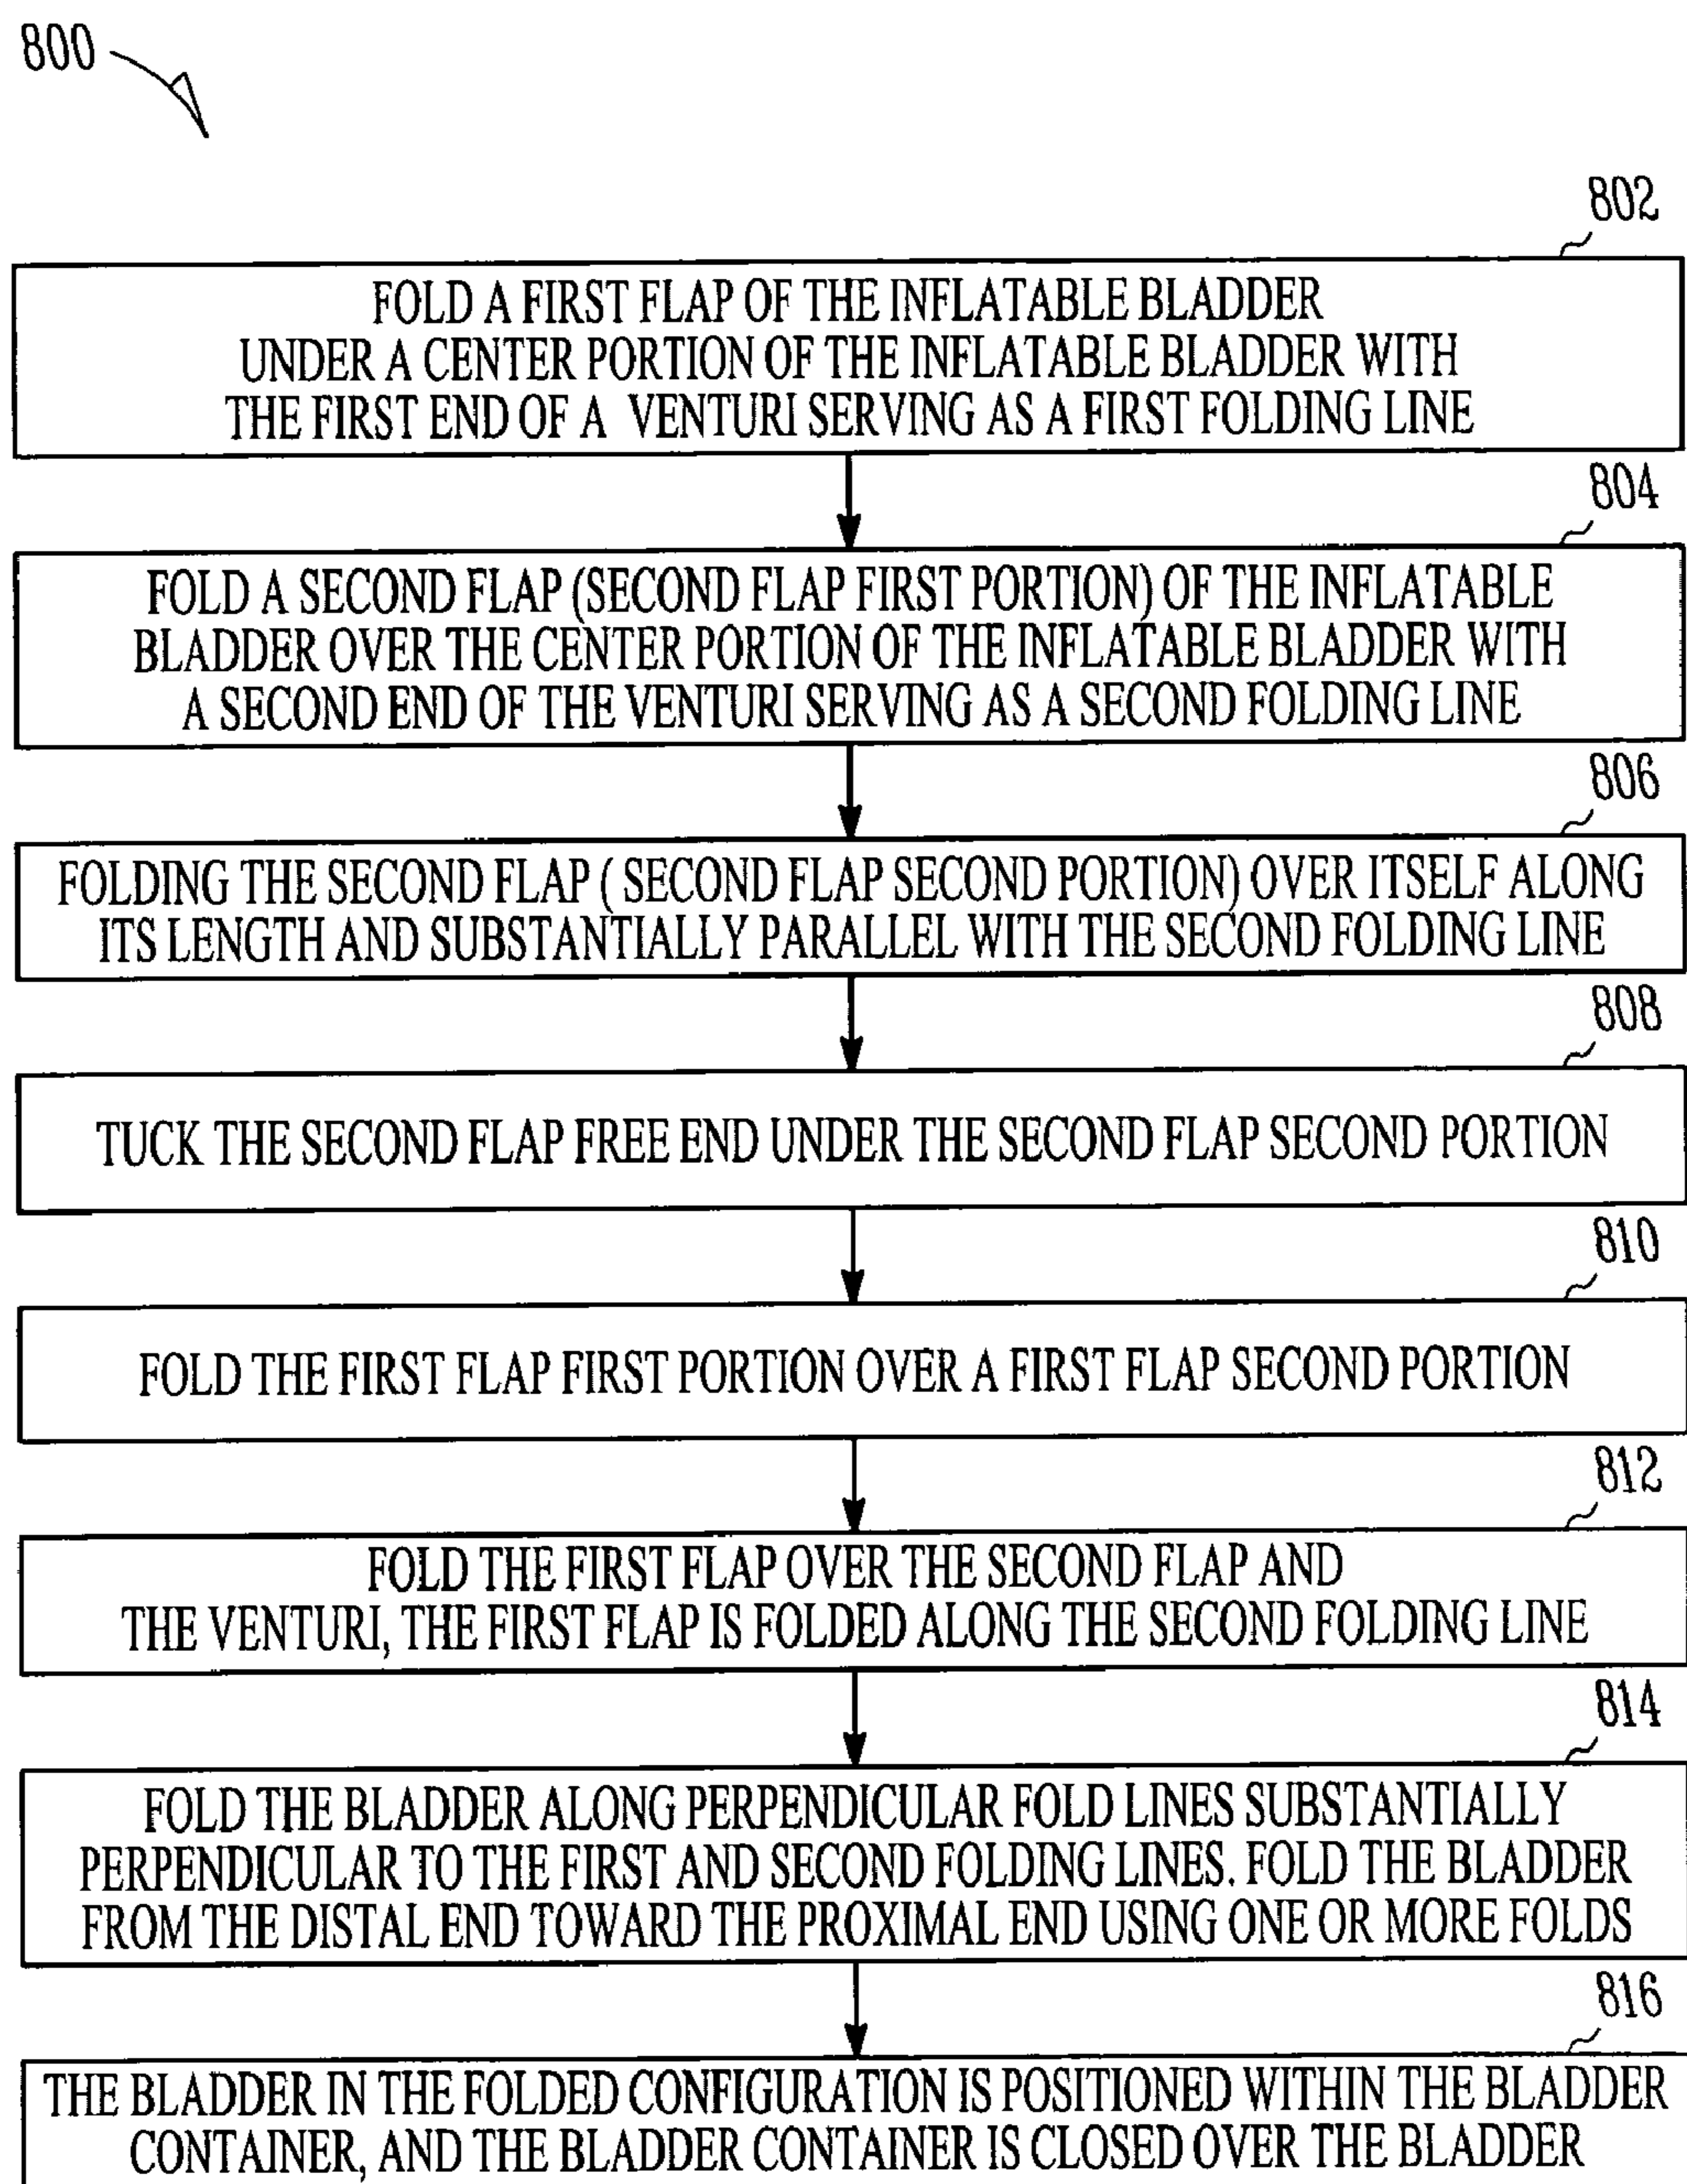 800
802
FOLD A FIRST FLAP OF THE INFLATABLE BLADDER
UNDER A CENTER PORTION OF THE INFLATABLE BLADDER WITH
THE FIRST END OF A VENTURI SERVING AS A FIRST FOLDING LINE
804
FOLD A SECOND FLAP (SECOND FLAP FIRST PORTION) OF THE INFLATABLE
BLADDER OVER THE CENTER PORTION OF THE INFLATABLE BLADDER WITH
A SECOND END OF THE VENTURI SERVING AS A SECOND FOLDING LINE
806
FOLDING THE SECOND FLAP ( SECOND FLAP SECOND PORTION) OVER ITSELF ALONG
ITS LENGTH AND SUBSTANTIALLY PARALLEL WITH THE SECOND FOLDING LINE
808
TUCK THE SECOND FLAP FREE END UNDER THE SECOND FLAP SECOND PORTION
810
FOLD THE FIRST FLAP FIRST PORTION OVER A FIRST FLAP SECOND PORTION
812
FOLD THE FIRST FLAP OVER THE SECOND FLAP AND
THE VENTURI, THE FIRST FLAP IS FOLDED ALONG THE SECOND FOLDING LINE
814
FOLD THE BLADDER ALONG PERPENDICULAR FOLD LINES SUBSTANTIALLY
PERPENDICULAR TO THE FIRST AND SECOND FOLDING LINES. FOLD THE BLADDER
FROM THE DISTAL END TOWARD THE PROXIMAL END USING ONE OR MORE FOLDS
816
THE BLADDER IN THE FOLDED CONFIGURATION IS POSITIONED WITHIN THE BLADDER
CONTAINER, AND THE BLADDER CONTAINER IS CLOSED OVER THE BLADDER